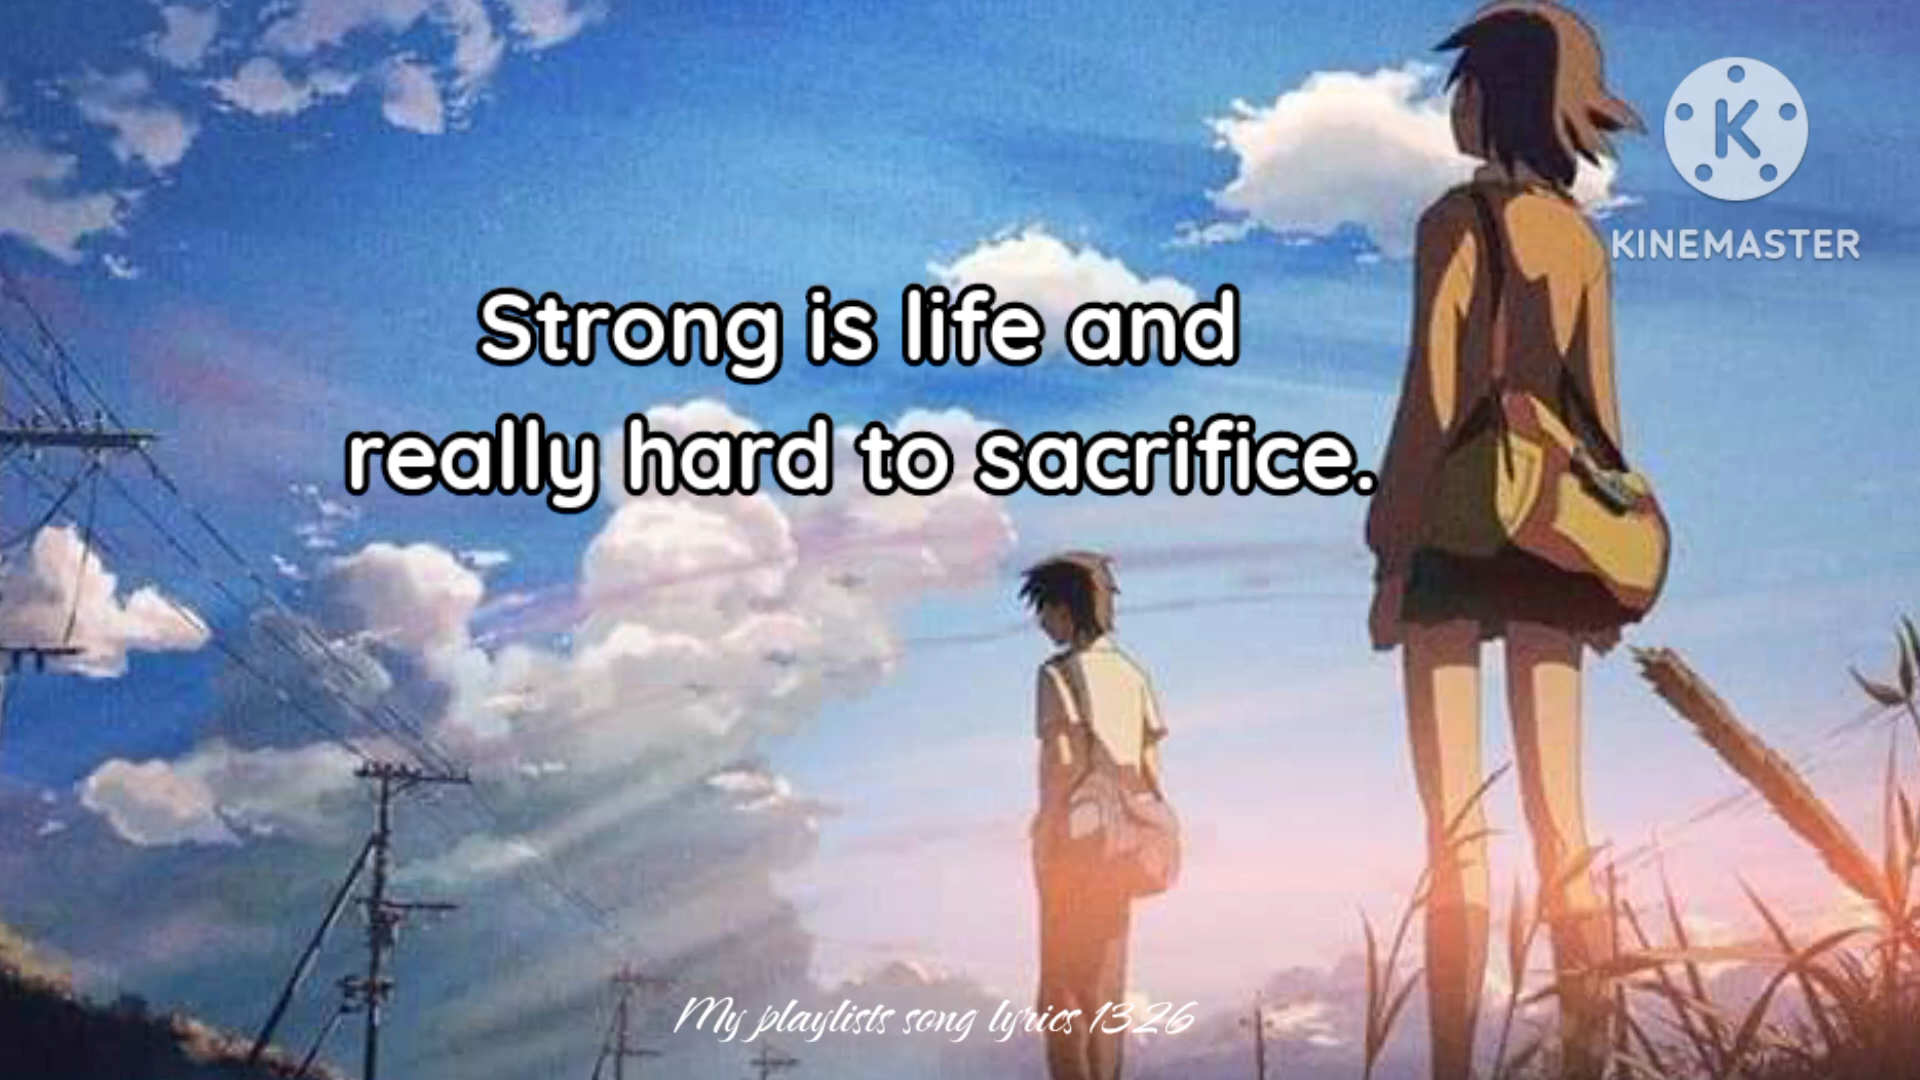 KINEMASTER
Strong is life and
really hard to sacrifice.
My playlists song lyrics 1326